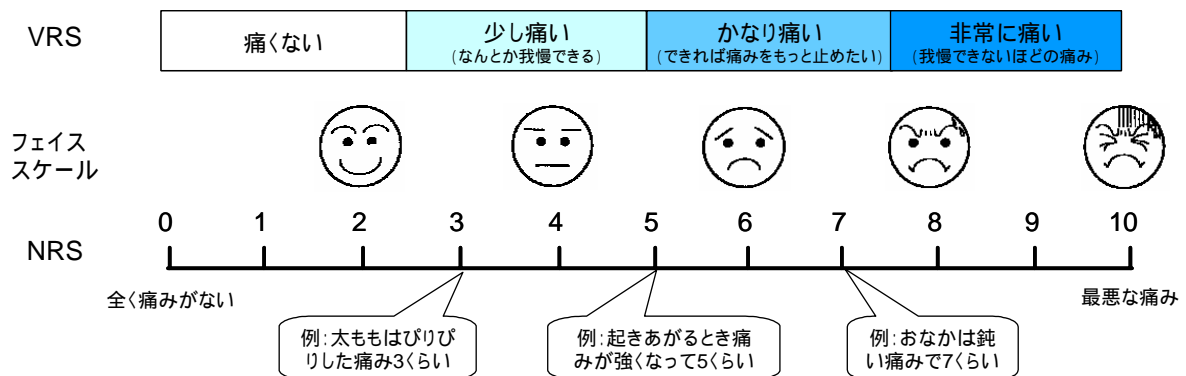 VRS
痛くない
少し痛い
(なんとか我慢できる)
かなり痛い
(できれば痛みをもっと止めたい)
非常に痛い
(我慢できないほどの痛み)
フェイス
スケール
0 1 2 3 4 5 6 7 8 9 10
NRS
全く痛みがない
最悪な痛み
例:太ももはぴりぴ
りした痛み3くらい
例:起きあがるとき痛
みが強くなって5くらい
例:おなかは鈍
い痛みで7くらい